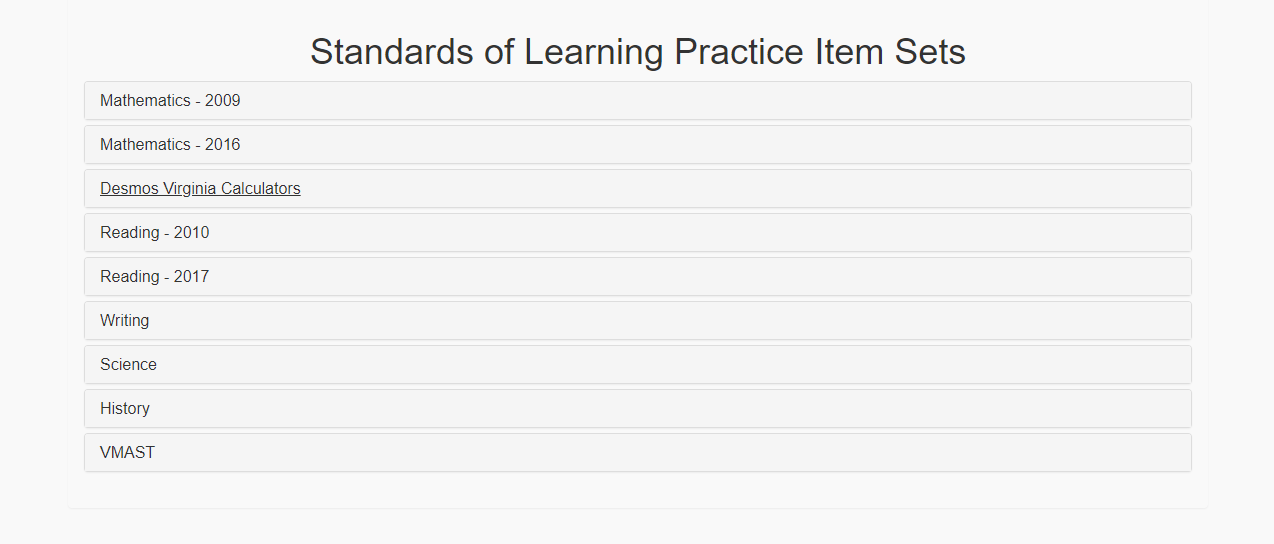 Standards of Learning Practice Item Sets
Mathematics - 2009
Mathematics - 2016
Desmos Virginia Calculators
Reading - 2010
Reading - 2017
Writing
Science
History
VMAST